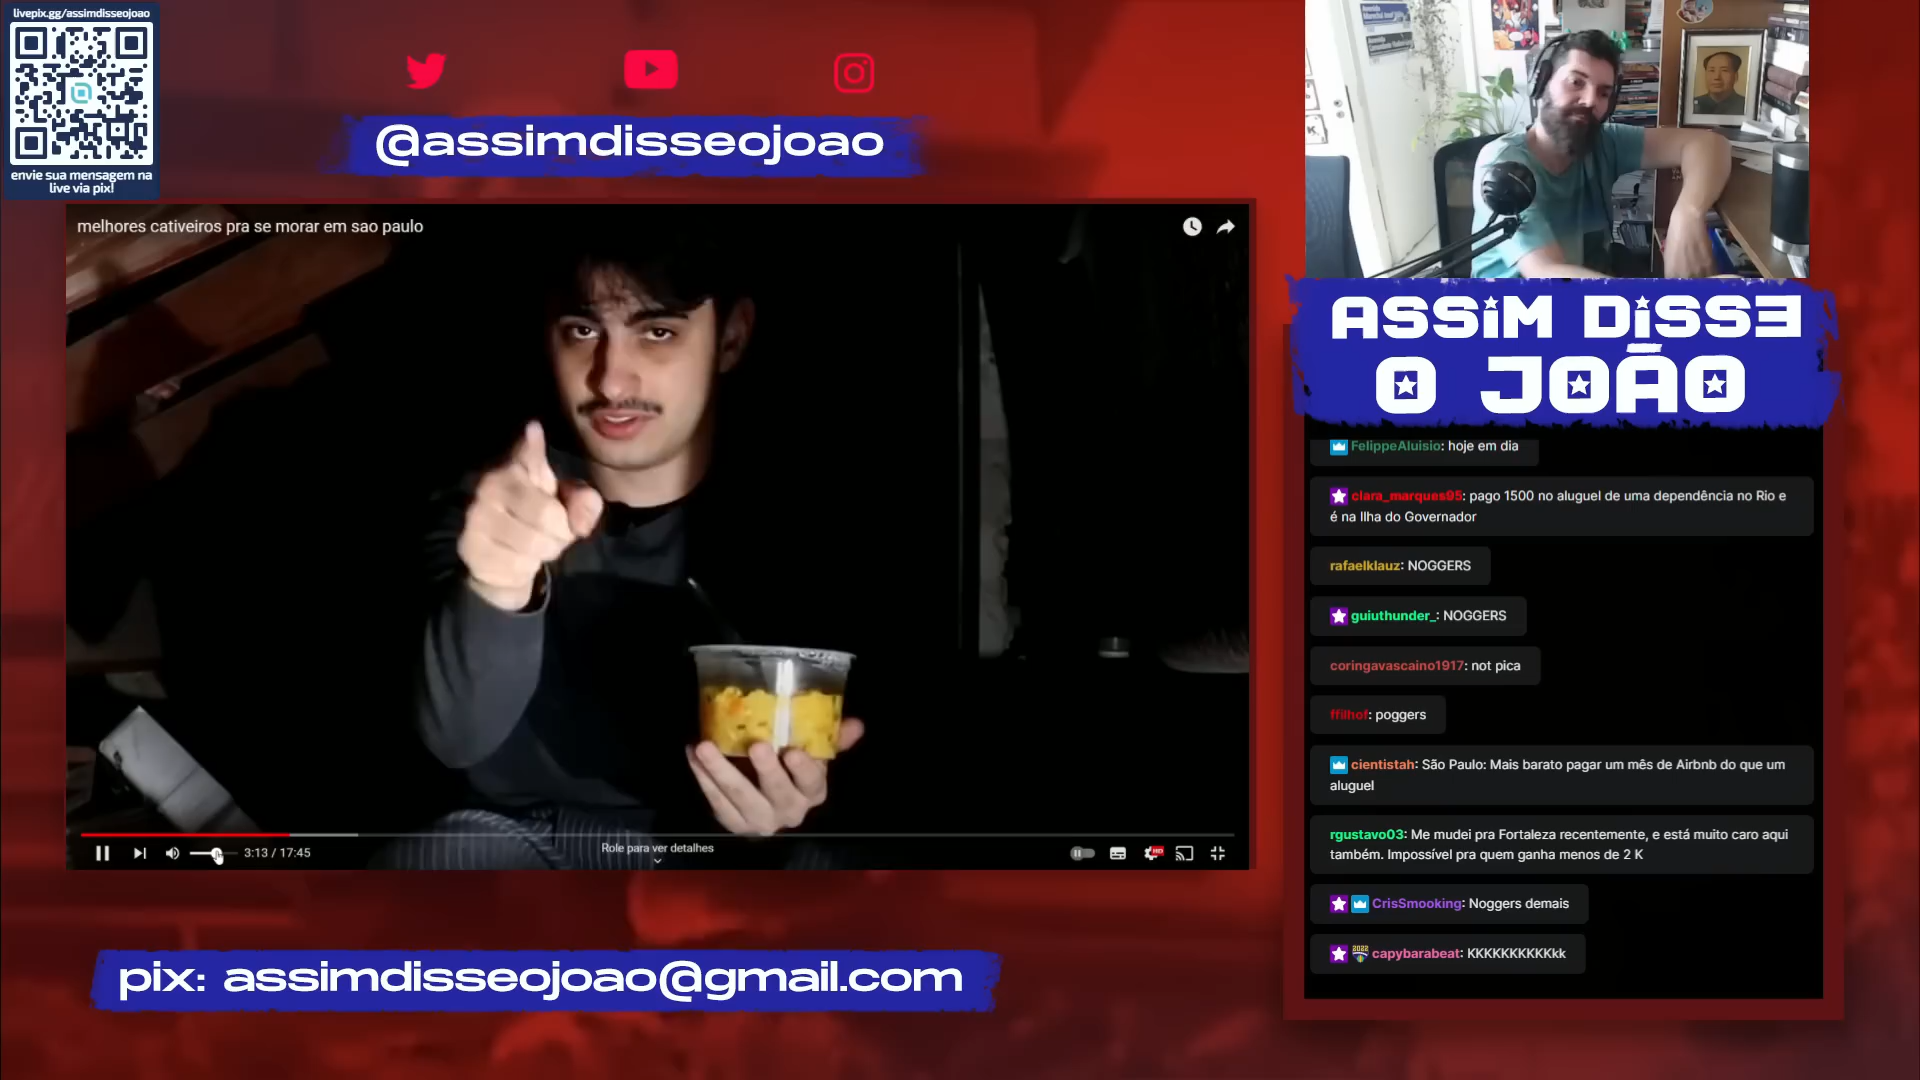 livepix.gg/assimdisseojoao
envie sua mensagem na
live via pix!
@assimdisseojoao
melhores cativeiros pra se morar em sao paulo
3:13 / 17:45
Role para ver detalhes
HD
pix: assimdisseojoao@gmail.com
ASSIM DISSE
O JOÃO
FelippeAluisio: hoje em dia
clara_marques95: pago 1500 no aluguel de uma dependência no Rio e
é na Ilha do Governador
rafaelklauz: NOGGERS
guiuthunder_: NOGGERS
coringavascaino1917: not pica
ffilhof: poggers
cientistah: São Paulo: Mais barato pagar um mês de Airbnb do que um
aluguel
rgustavo03: Me mudei pra Fortaleza recentemente, e está muito caro aqui
também. Impossível pra quem ganha menos de 2 K
CrisSmooking: Noggers demais
2022
capybarabeat: KKKKKKKKKKkk